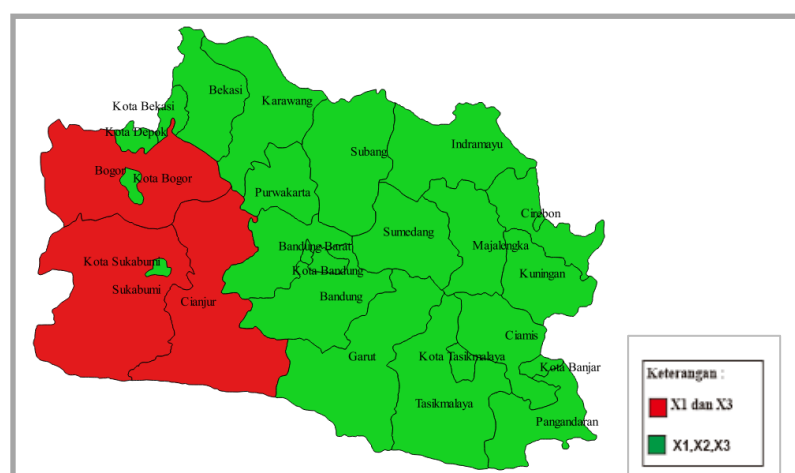 Bekasi
Karawang
Kota Bekasi
Kota Depok
Subang
Indramayu
Bogor
Kota Bogor
Purwakarta
Cirebon
Sumedang
Majalengka
Bandung Barat
Kota Sukabumi
Kota Bandung
Kuningan
Sukabumi
Cianjur
Bandung
Ciamis
Garut
Kota Tasikmalaya
Kota Banjar
Tasikmalaya
Pangandaran
Keterangan :
X1 dan X3
X1,X2,X3